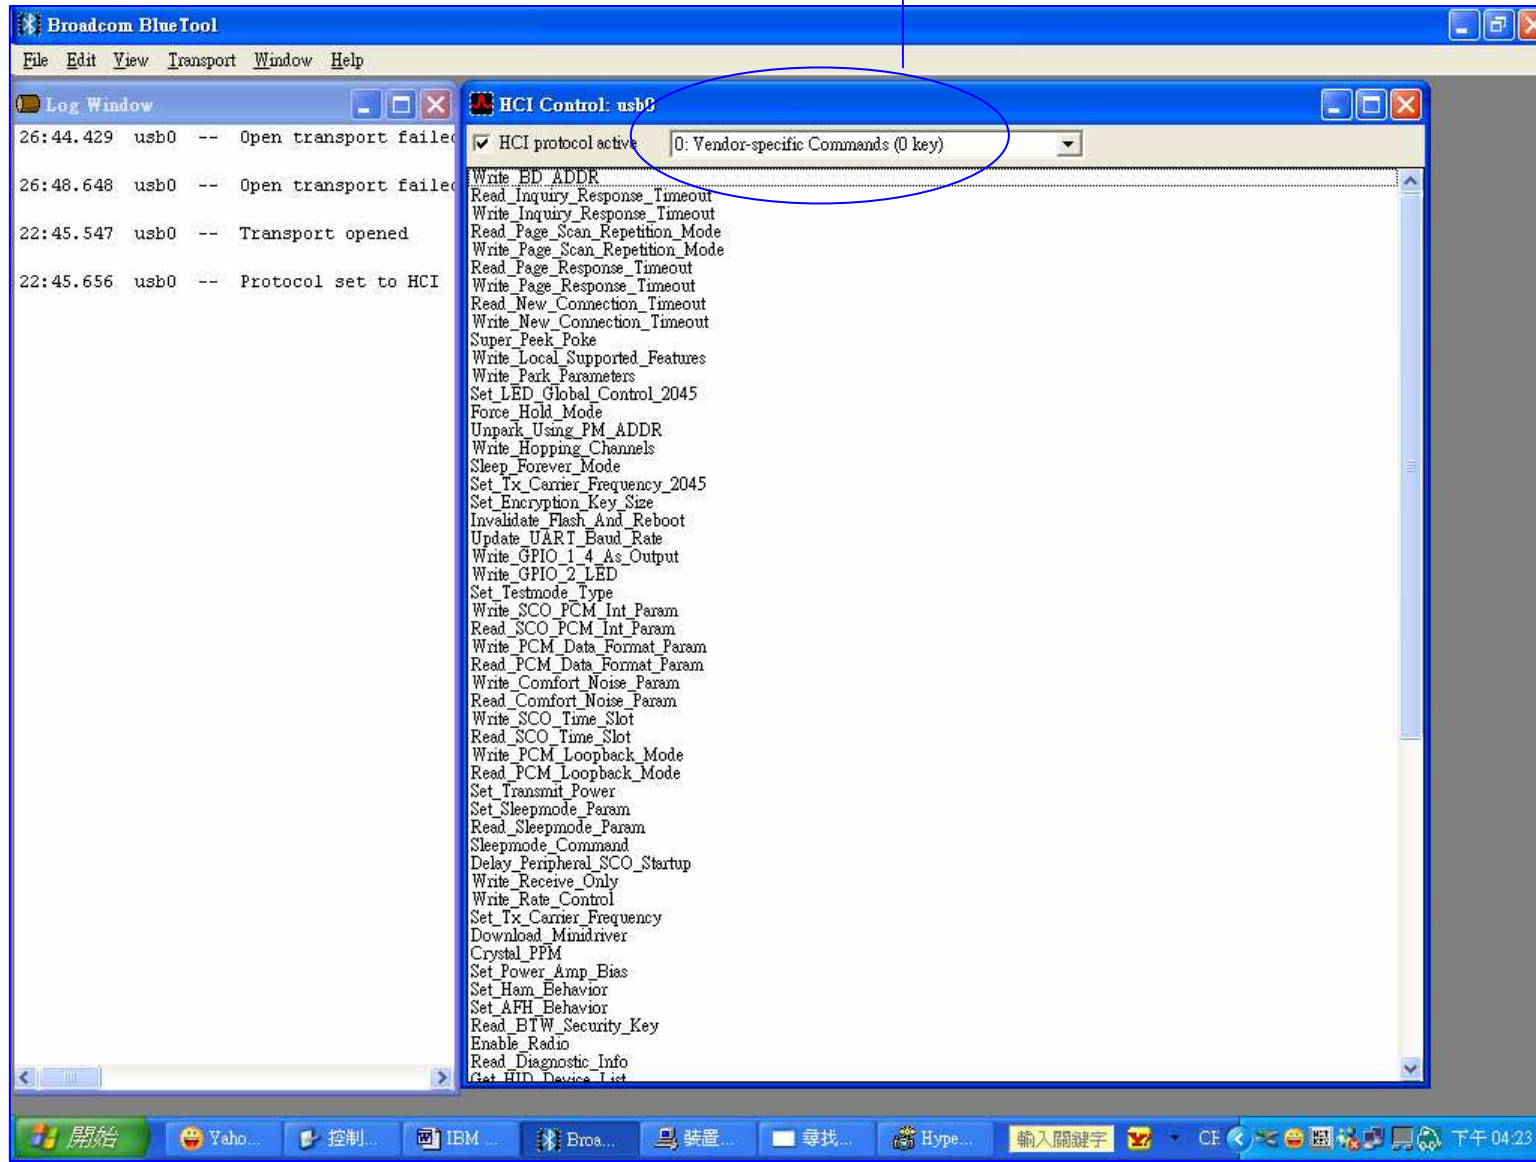 Broadcom BlueTool
File Edit View Transport Window Help
Log Window
26:44.429 usb0 -- Open transport failed
26:48.648 usb0 -- Open transport failed
22:45.547 usb0 -- Transport opened
22:45.656 usb0 -- Protocol set to HCI
HCI Control: usb0
HCI protocol active
0: Vendor-specific Commands (0 key)
Write_BD_ADDR
Read_Inquiry_Response_Timeout
Write_Inquiry_Response_Timeout
Read_Page_Scan_Repetition_Mode
Write_Page_Scan_Repetition_Mode
Read_Page_Response_Timeout
Write_Page_Response_Timeout
Read_New_Connection_Timeout
Write_New_Connection_Timeout
Super_Peek_Poke
Write_Local_Supported_Features
Write_Park_Parameters
Set_LED_Global_Control_2045
Force_Hold_Mode
Unpark_Using_PM_ADDR
Write_Hopping_Channels
Sleep_Forever_Mode
Set_Tx_Carrier_Frequency_2045
Set_Encryption_Key_Size
Invalidate_Flash_And_Reboot
Update_UART_Baud_Rate
Write_GPIO_1_4_As_Output
Write_GPIO_2_LED
Set_Testmode_Type
Write_SCO_PCM_Int_Param
Read_SCO_PCM_Int_Param
Write_PCM_Data_Format_Param
Read_PCM_Data_Format_Param
Write_Comfort_Noise_Param
Read_Comfort_Noise_Param
Write_SCO_Time_Slot
Read_SCO_Time_Slot
Write_PCM_Loopback_Mode
Read_PCM_Loopback_Mode
Set_Transmit_Power
Set_Sleepmode_Param
Read_Sleepmode_Param
Sleepmode_Command
Delay_Peripheral_SCO_Startup
Write_Receive_Only
Write_Rate_Control
Set_Tx_Carrier_Frequency
Download_Minidriver
Crystal_PPM
Set_Power_Amp_Bias
Set_Ham_Behavior
Set_AFH_Behavior
Read_BTW_Security_Key
Enable_Radio
Read_Diagnostic_Info
Get_HID_Device_List
開始 Yaho... 控制... IBM ... Broa... 裝置... 尋找... Hype... 輸入關鍵字 CH 下午 04:23